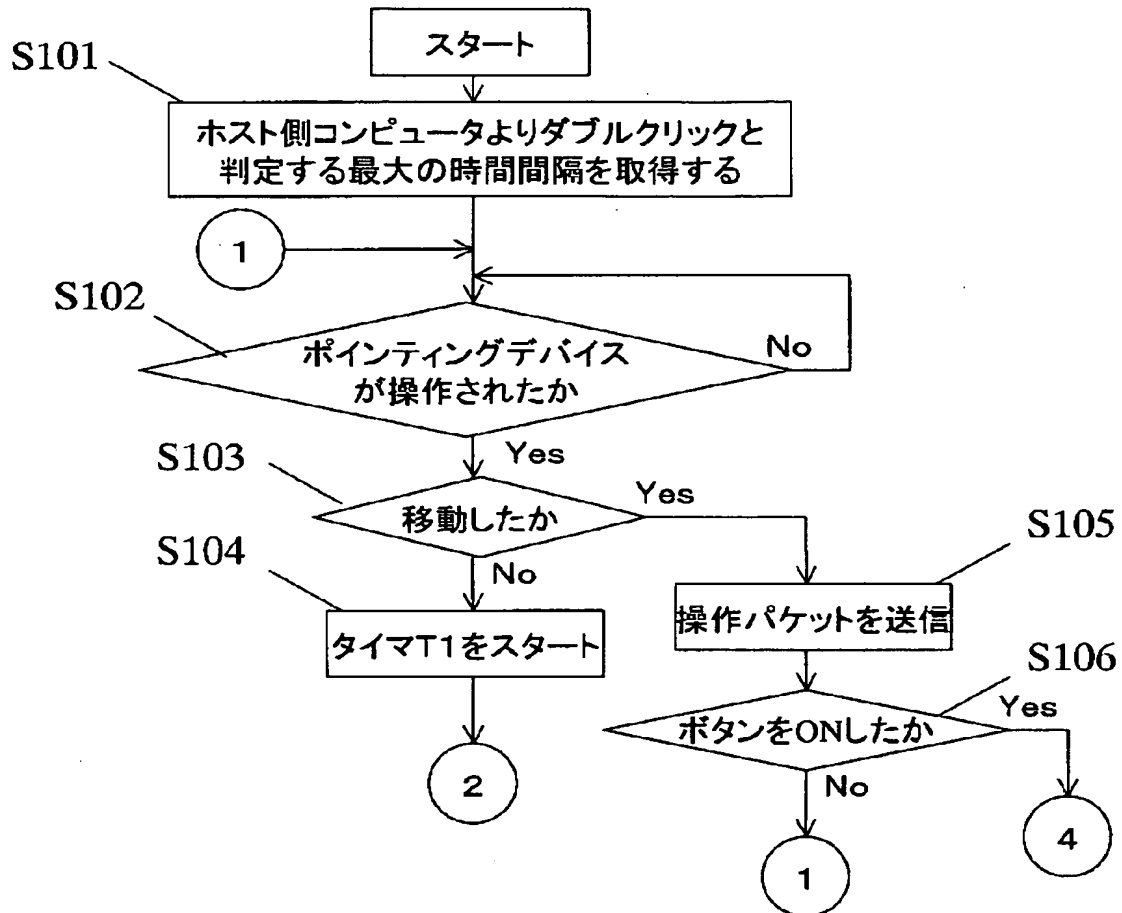 スタート
S101
ホスト側コンピュータよりダブルクリックと
判定する最大の時間間隔を取得する
1
S102
ポインティングデバイス
が操作されたか
No
Yes
S103
移動したか
Yes
No
S104
タイマT1をスタート
2
S105
操作パケットを送信
S106
ボタンをONしたか
Yes
No
4
1